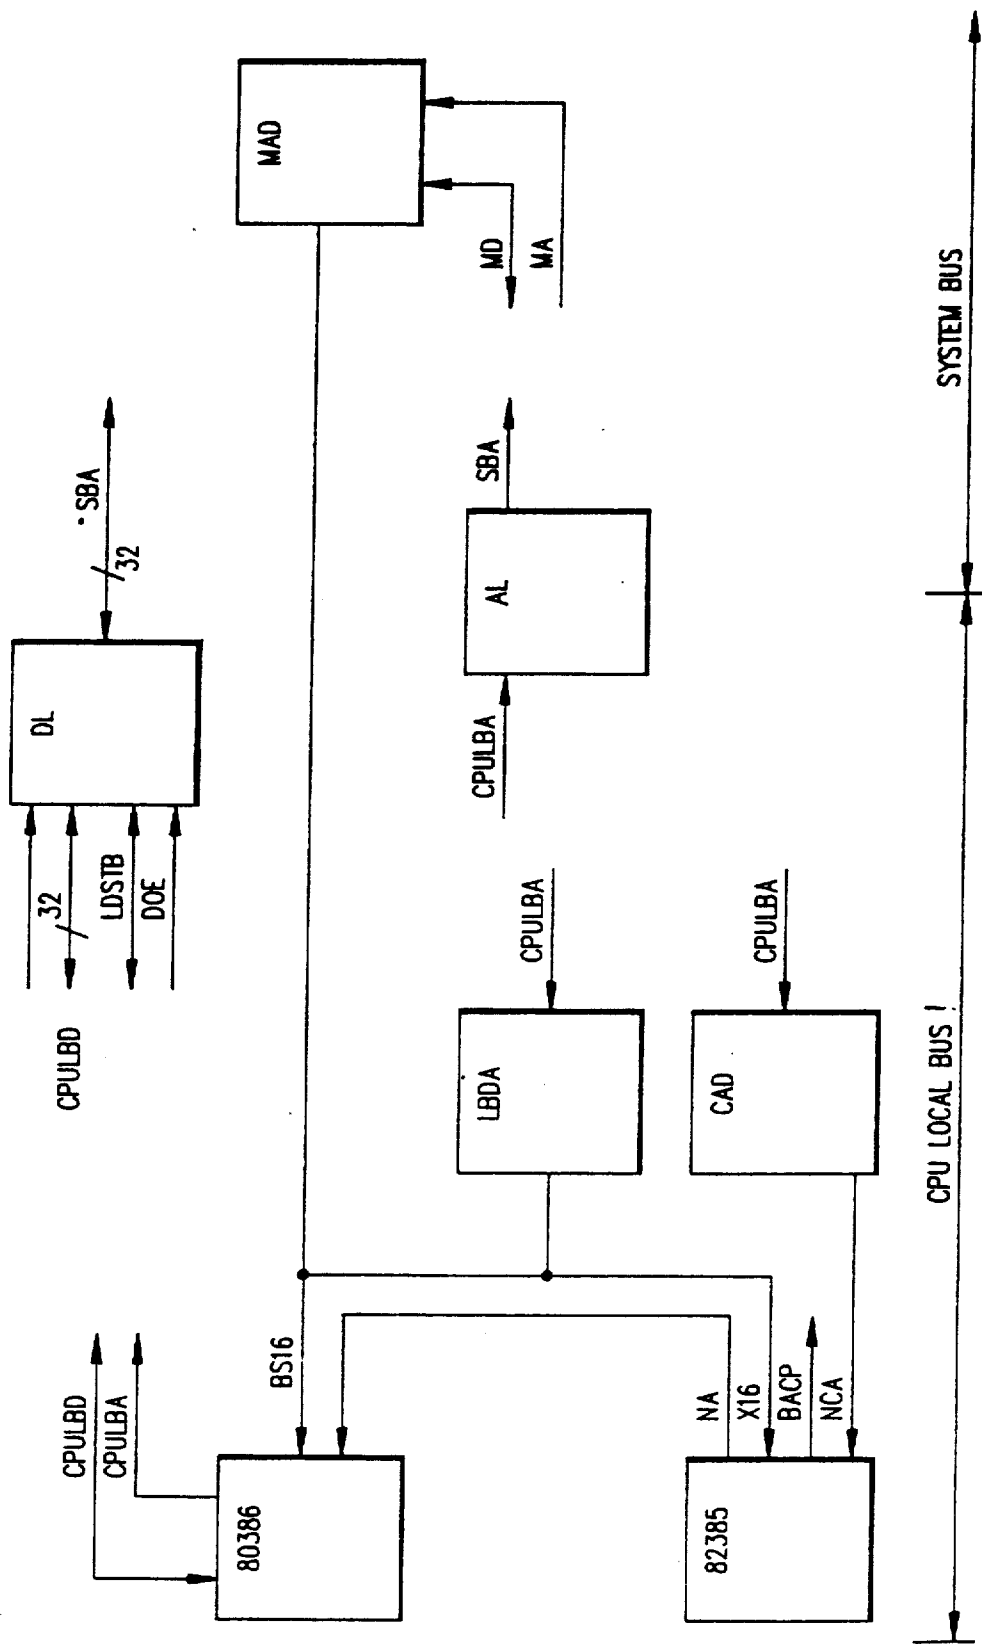 CPULBD
CPULBA
80386
BS16
NA
X16
BACP
NCA
82385
CPULBD
32
LDSTB
DOE
DL
32
SBA
LBDA
CPULBA
CAD
CPULBA
CPULBA
AL
SBA
MAD
MD
MA
CPU LOCAL BUS !
SYSTEM BUS